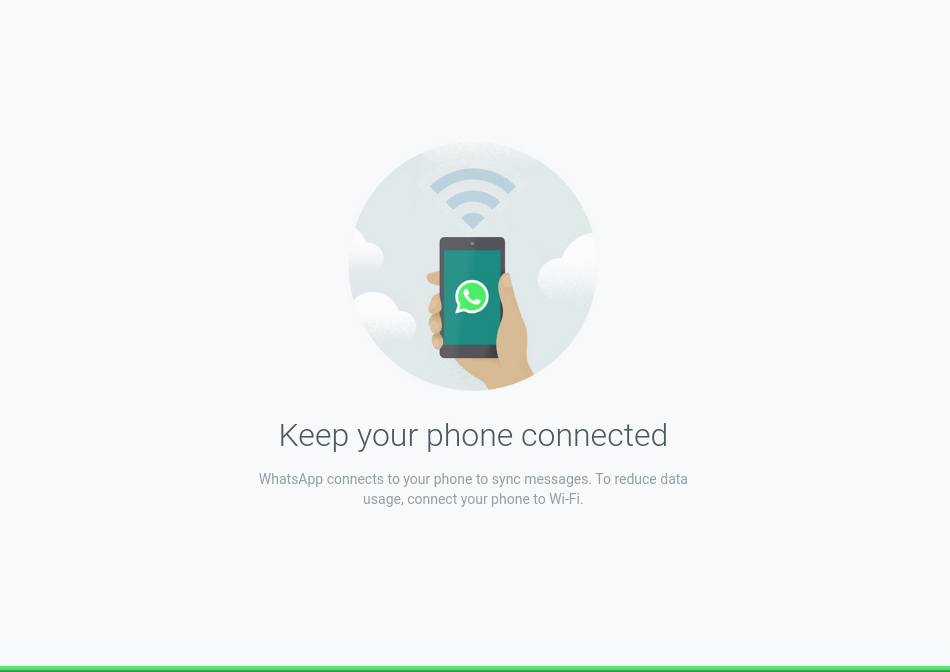 Keep your phone connected
WhatsApp connects to your phone to sync messages. To reduce data
usage, connect your phone to Wi-Fi.